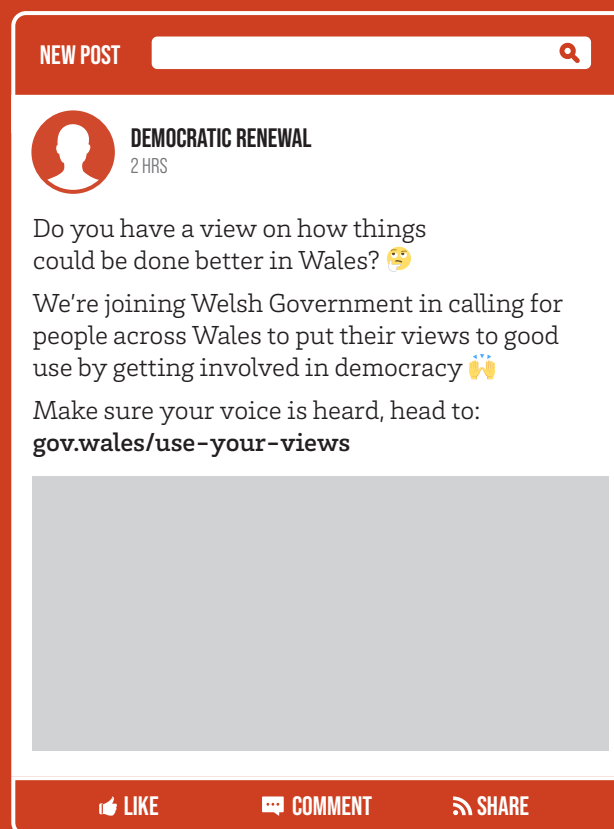 NEW POST
DEMOCRATIC RENEWAL
2 HRS
Do you have a view on how things
could be done better in Wales? 🤔
We're joining Welsh Government in calling for
people across Wales to put their views to good
use by getting involved in democracy 🙌
Make sure your voice is heard, head to:
gov.wales/use-your-views
LIKE COMMENT SHARE